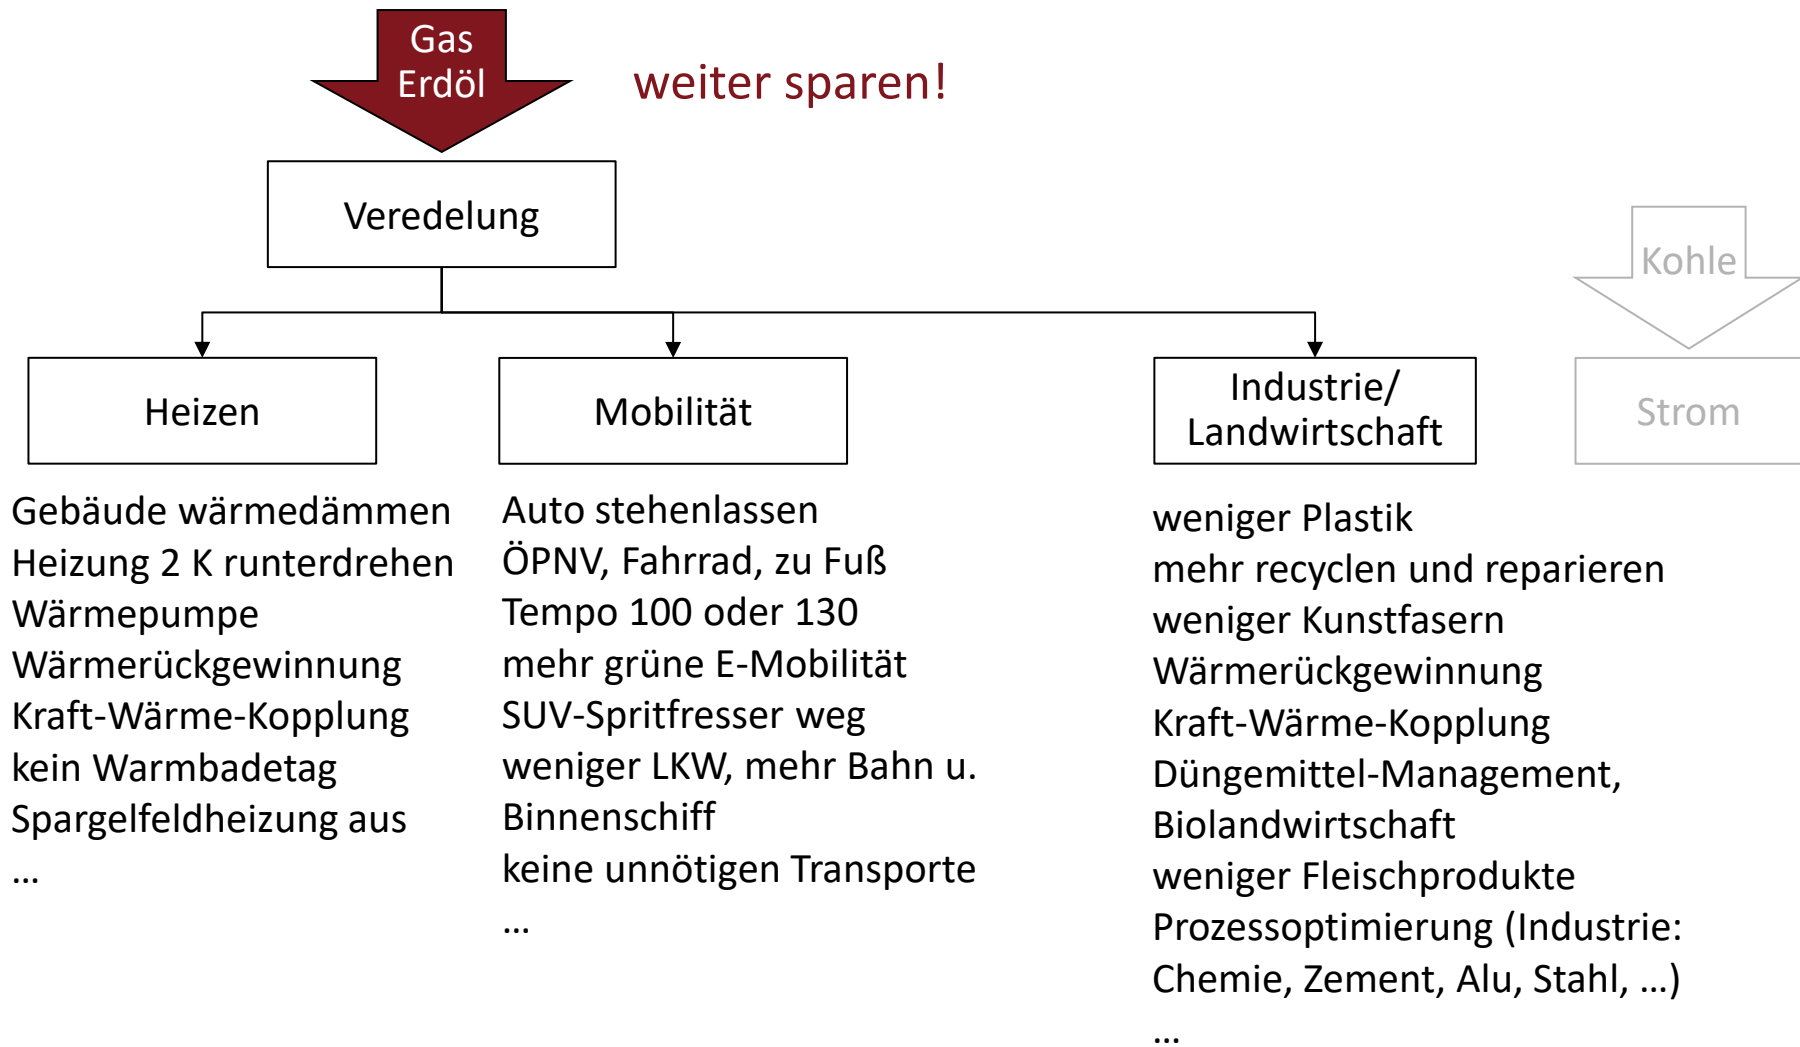 Gas
Erdöl
weiter sparen!
Veredelung
Kohle
Heizen
Mobilität
Industrie/
Landwirtschaft
Strom
Gebäude wärmedämmen
Heizung 2 K runterdrehen
Wärmepumpe
Wärmerückgewinnung
Kraft-Wärme-Kopplung
kein Warmbadetag
Spargelfeldheizung aus
...
Auto stehenlassen
ÖPNV, Fahrrad, zu Fuß
Tempo 100 oder 130
mehr grüne E-Mobilität
SUV-Spritfresser weg
weniger LKW, mehr Bahn u.
Binnenschiff
keine unnötigen Transporte
...
weniger Plastik
mehr recyclen und reparieren
weniger Kunstfasern
Wärmerückgewinnung
Kraft-Wärme-Kopplung
Düngemittel-Management,
Biolandwirtschaft
weniger Fleischprodukte
Prozessoptimierung (Industrie:
Chemie, Zement, Alu, Stahl, ...)
...